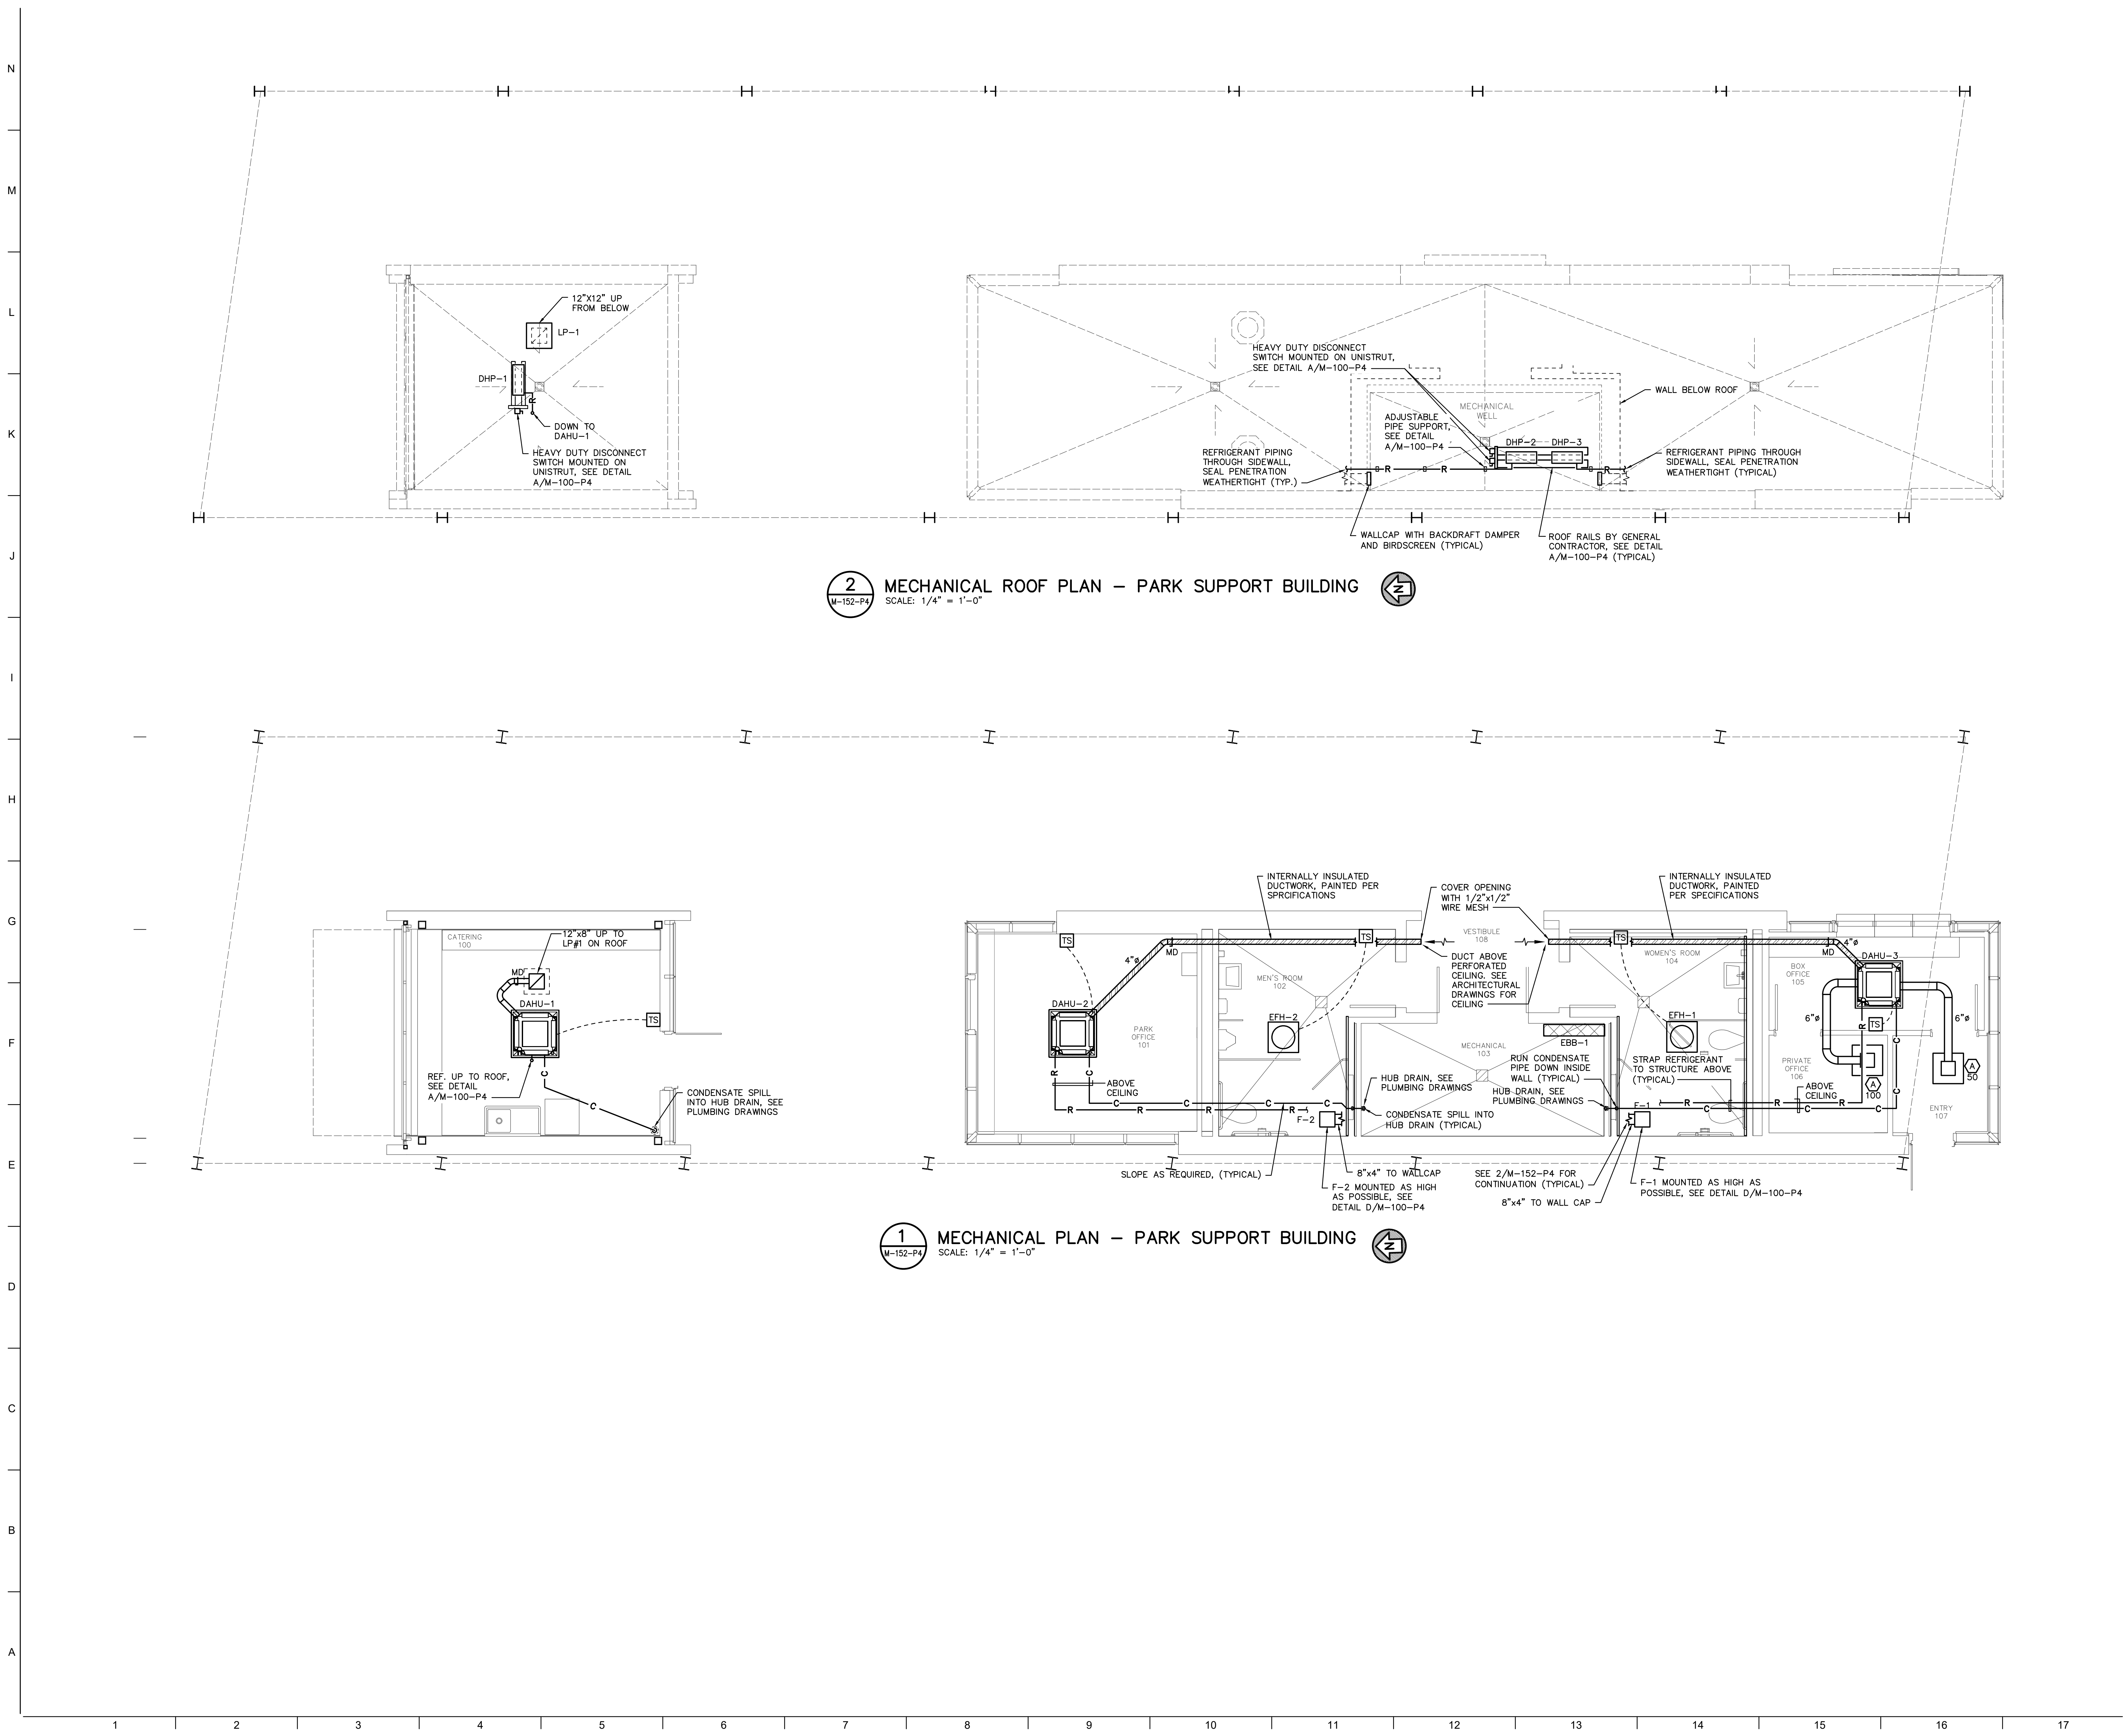 N
M
L
K
J
I
H
G
F
E
D
C
B
A
12"X12" UP
FROM BELOW
LP-1
DHP-1
R
DOWN TO
DAHU-1
HEAVY DUTY DISCONNECT
SWITCH MOUNTED ON
UNISTRUT, SEE DETAIL
A/M-100-P4
HEAVY DUTY DISCONNECT
SWITCH MOUNTED ON UNISTRUT,
SEE DETAIL A/M-100-P4
WALL BELOW ROOF
MECHANICAL
WELL
ADJUSTABLE
PIPE SUPPORT,
SEE DETAIL
A/M-100-P4
DHP-2
DHP-3
REFRIGERANT PIPING
THROUGH SIDEWALL,
SEAL PENETRATION
WEATHERTIGHT (TYP.)
R
R
R
REFRIGERANT PIPING THROUGH
SIDEWALL, SEAL PENETRATION
WEATHERTIGHT (TYPICAL)
WALLCAP WITH BACKDRAFT DAMPER
AND BIRDSCREEN (TYPICAL)
ROOF RAILS BY GENERAL
CONTRACTOR, SEE DETAIL
A/M-100-P4 (TYPICAL)
2
M-152-P4
MECHANICAL ROOF PLAN - PARK SUPPORT BUILDING
SCALE: 1/4" = 1'-0"
N
CATERING
100
12"x8" UP TO
LP#1 ON ROOF
MD
DAHU-1
TS
C
REF. UP TO ROOF,
SEE DETAIL
A/M-100-P4
C
CONDENSATE SPILL
INTO HUB DRAIN, SEE
PLUMBING DRAWINGS
INTERNALLY INSULATED
DUCTWORK, PAINTED PER
SPRCIFICATIONS
COVER OPENING
WITH 1/2"x1/2"
WIRE MESH
INTERNALLY INSULATED
DUCTWORK, PAINTED
PER SPECIFICATIONS
TS
MD
4"ø
TS
VESTIBULE
108
TS
MD
4"ø
DUCT ABOVE
PERFORATED
CEILING. SEE
ARCHITECTURAL
DRAWINGS FOR
CEILING
MEN'S ROOM
102
WOMEN'S ROOM
104
BOX
OFFICE
105
DAHU-3
DAHU-2
PARK
OFFICE
101
EFH-2
EFH-1
6"ø
R
TS
6"ø
EBB-1
MECHANICAL
103
C
PRIVATE
OFFICE
106
A
50
A
100
R
C
ABOVE
CEILING
HUB DRAIN, SEE
PLUMBING DRAWINGS
RUN CONDENSATE
PIPE DOWN INSIDE
WALL (TYPICAL)
HUB DRAIN, SEE
PLUMBING DRAWINGS
STRAP REFRIGERANT
TO STRUCTURE ABOVE
(TYPICAL)
ABOVE
CEILING
ENTRY
107
C C C C
R R R R
F-2
CONDENSATE SPILL INTO
HUB DRAIN (TYPICAL)
F-1
R R R
C C C
SLOPE AS REQUIRED, (TYPICAL)
8"x4" TO WALLCAP
F-2 MOUNTED AS HIGH
AS POSSIBLE, SEE
DETAIL D/M-100-P4
SEE 2/M-152-P4 FOR
CONTINUATION (TYPICAL)
8"x4" TO WALL CAP
F-1 MOUNTED AS HIGH AS
POSSIBLE, SEE DETAIL D/M-100-P4
1
M-152-P4
MECHANICAL PLAN - PARK SUPPORT BUILDING
SCALE: 1/4" = 1'-0"
N
1 2 3 4 5 6 7 8 9 10 11 12 13 14 15 16 17